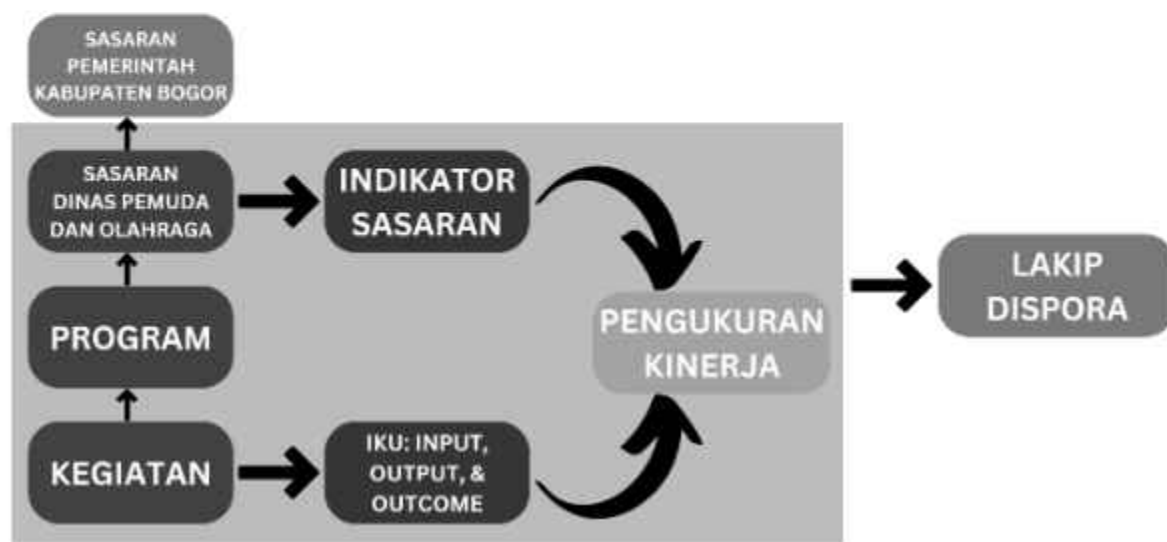 SASARAN
PEMERINTAH
KABUPATEN BOGOR
SASARAN
DINAS PEMUDA
DAN OLAHRAGA
INDIKATOR
SASARAN
PROGRAM
PENGUKURAN
KINERJA
LAKIP
DISPORA
KEGIATAN
IKU: INPUT,
OUTPUT, &
OUTCOME